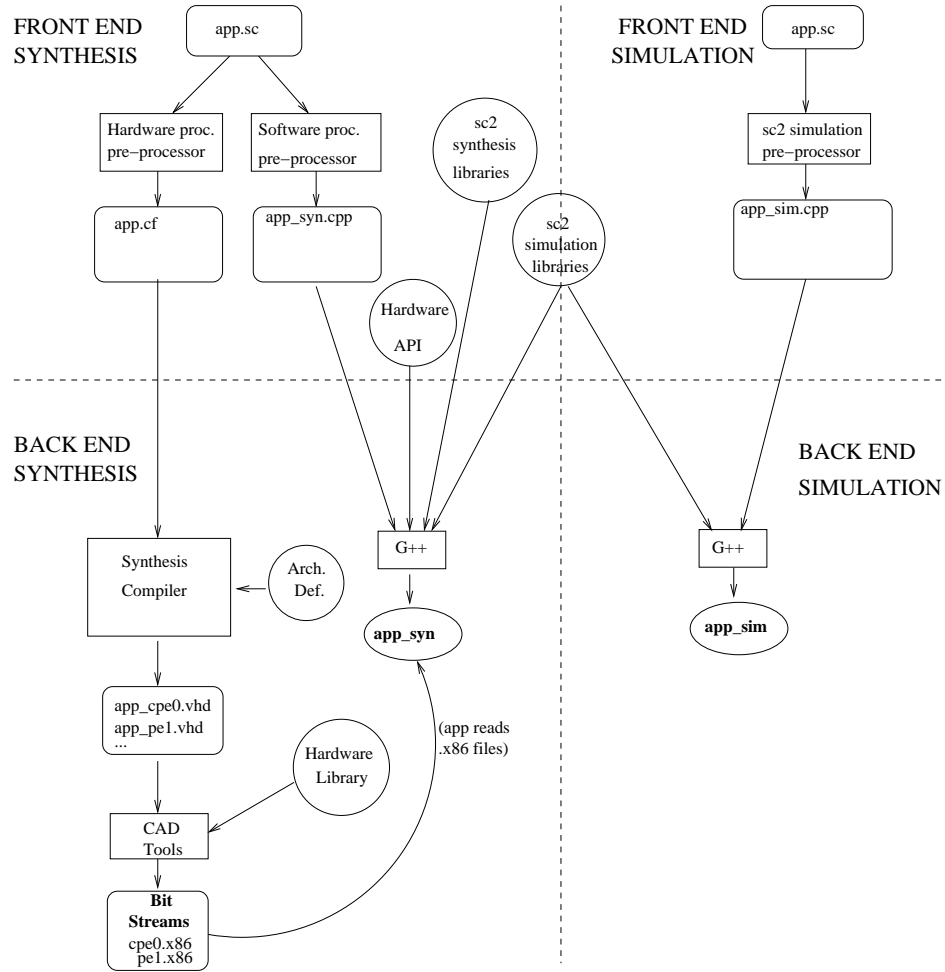 FRONT END
SYNTHESIS
app.sc
FRONT END
SIMULATION
app.sc
Hardware proc.
pre−processor
Software proc.
pre−processor
sc2
synthesis
libraries
sc2 simulation
pre−processor
app.cf
app_syn.cpp
sc2
simulation
libraries
app_sim.cpp
Hardware
API
BACK END
SYNTHESIS
BACK END
SIMULATION
Synthesis
Compiler
Arch.
Def.
G++
G++
app_syn
app_sim
app_cpe0.vhd
app_pe1.vhd
...
(app reads
.x86 files)
Hardware
Library
CAD
Tools
Bit
Streams
cpe0.x86
pe1.x86